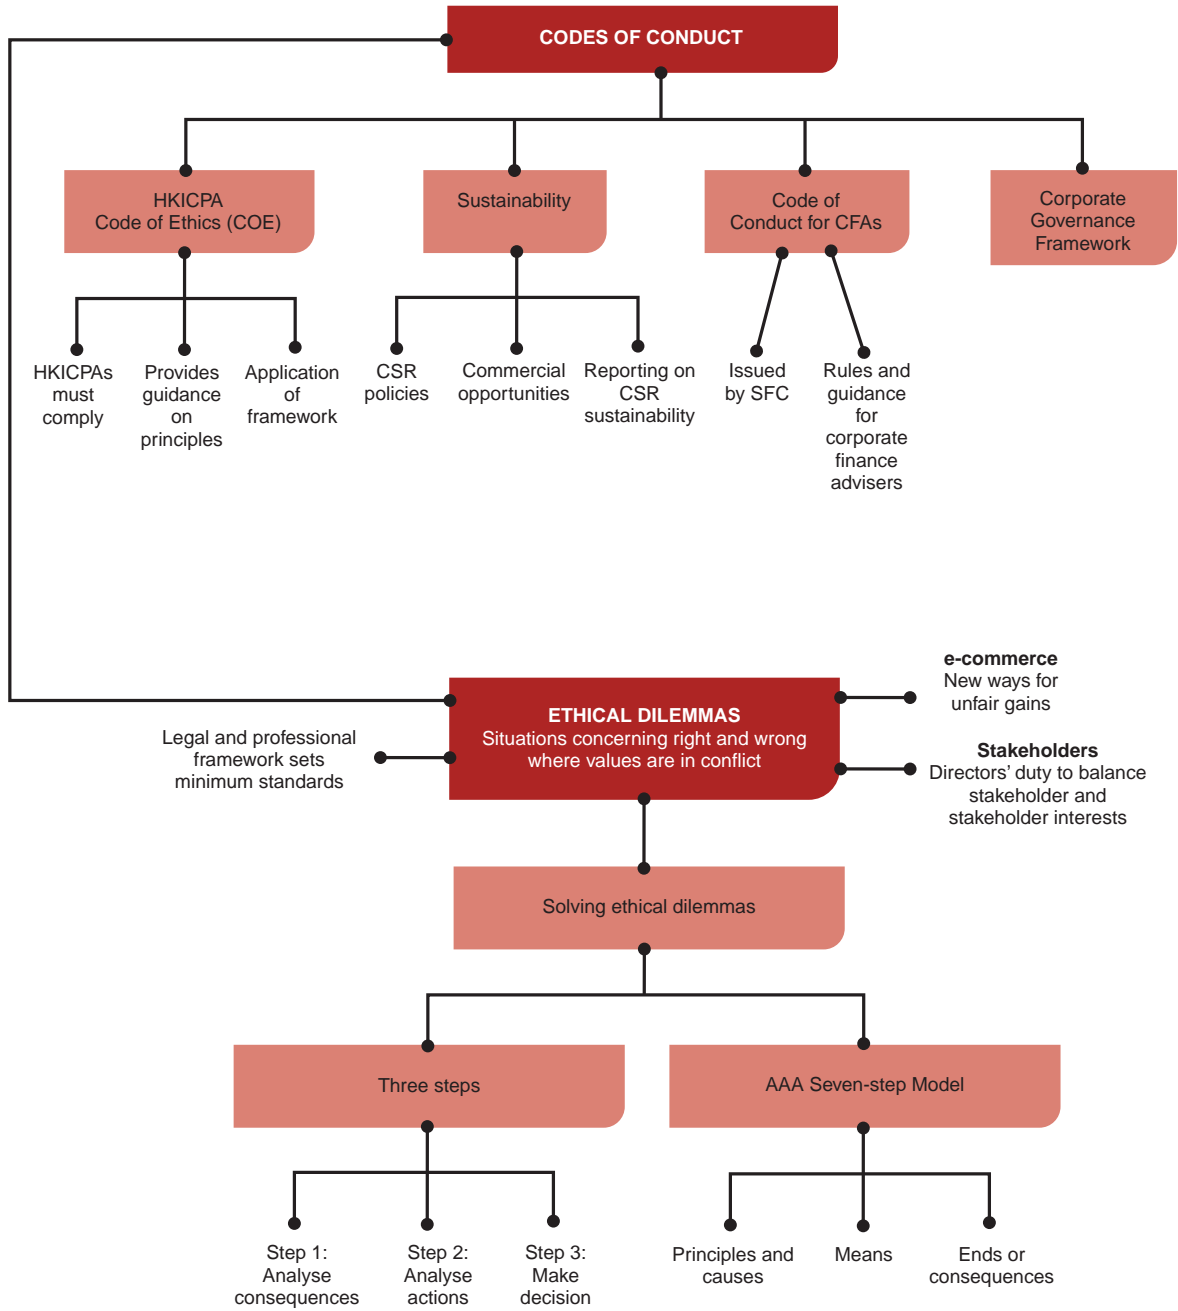 CODES OF CONDUCT
HKICPA
Code of Ethics (COE)
Sustainability
Code of
Conduct for CFAs
Corporate
Governance
Framework
HKICPAs
must
comply
Provides
guidance
on
principles
Application
of
framework
CSR
policies
Commercial
opportunities
Reporting on
CSR
sustainability
Issued
by SFC
Rules and
guidance
for
corporate
finance
advisers
e-commerce
New ways for
unfair gains
ETHICAL DILEMMAS
Situations concerning right and wrong
where values are in conflict
Legal and professional
framework sets
minimum standards
Stakeholders
Directors’ duty to balance
stakeholder and
stakeholder interests
Solving ethical dilemmas
Three steps
AAA Seven-step Model
Step 1:
Analyse
consequences
Step 2:
Analyse
actions
Step 3:
Make
decision
Principles and
causes
Means
Ends or
consequences